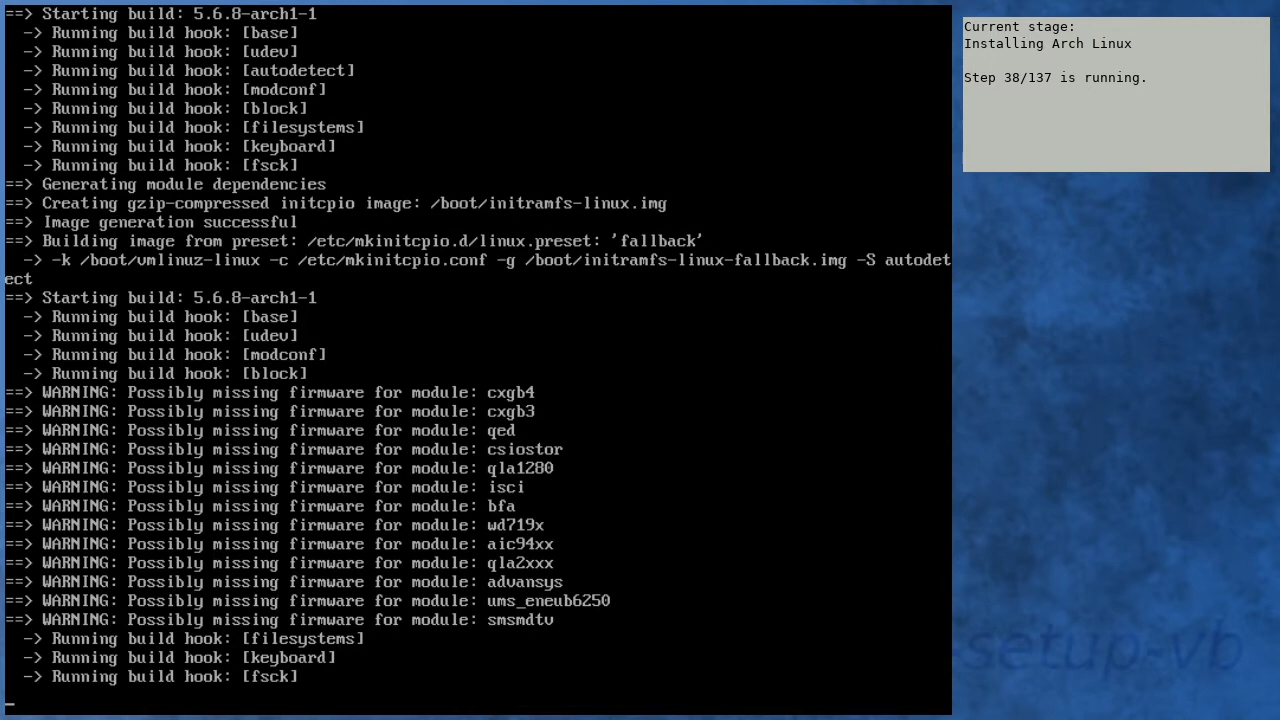 ==> Starting build: 5.6.8-arch1-1
  -> Running build hook: [base]
  -> Running build hook: [udev]
  -> Running build hook: [autodetect]
  -> Running build hook: [modconf]
  -> Running build hook: [block]
  -> Running build hook: [filesystems]
  -> Running build hook: [keyboard]
  -> Running build hook: [fsck]
==> Generating module dependencies
==> Creating gzip-compressed initcpio image: /boot/initramfs-linux.img
==> Image generation successful
==> Building image from preset: /etc/mkinitcpio.d/linux.preset: 'fallback'
  -> -k /boot/vmlinuz-linux -c /etc/mkinitcpio.conf -g /boot/initramfs-linux-fallback.img -S autodet
ect
==> Starting build: 5.6.8-arch1-1
  -> Running build hook: [base]
  -> Running build hook: [udev]
  -> Running build hook: [modconf]
  -> Running build hook: [block]
==> WARNING: Possibly missing firmware for module: cxgb4
==> WARNING: Possibly missing firmware for module: cxgb3
==> WARNING: Possibly missing firmware for module: qed
==> WARNING: Possibly missing firmware for module: csiostor
==> WARNING: Possibly missing firmware for module: qla1280
==> WARNING: Possibly missing firmware for module: isci
==> WARNING: Possibly missing firmware for module: bfa
==> WARNING: Possibly missing firmware for module: wd719x
==> WARNING: Possibly missing firmware for module: aic94xx
==> WARNING: Possibly missing firmware for module: qla2xxx
==> WARNING: Possibly missing firmware for module: advansys
==> WARNING: Possibly missing firmware for module: ums_eneub6250
==> WARNING: Possibly missing firmware for module: smsmdtv
  -> Running build hook: [filesystems]
  -> Running build hook: [keyboard]
  -> Running build hook: [fsck]
Current stage:
Installing Arch Linux
Step 38/137 is running.
setup-vb